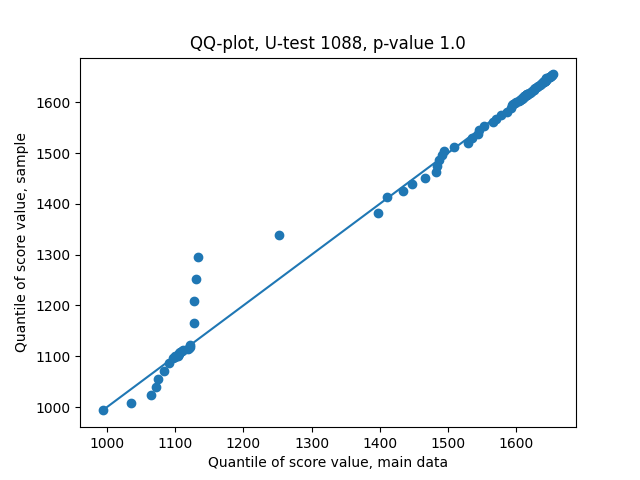 QQ-plot, U-test 1088, p-value 1.0
Quantile of score value, sample
1600
1500
1400
1300
1200
1100
1000
1000 1100 1200 1300 1400 1500 1600
Quantile of score value, main data